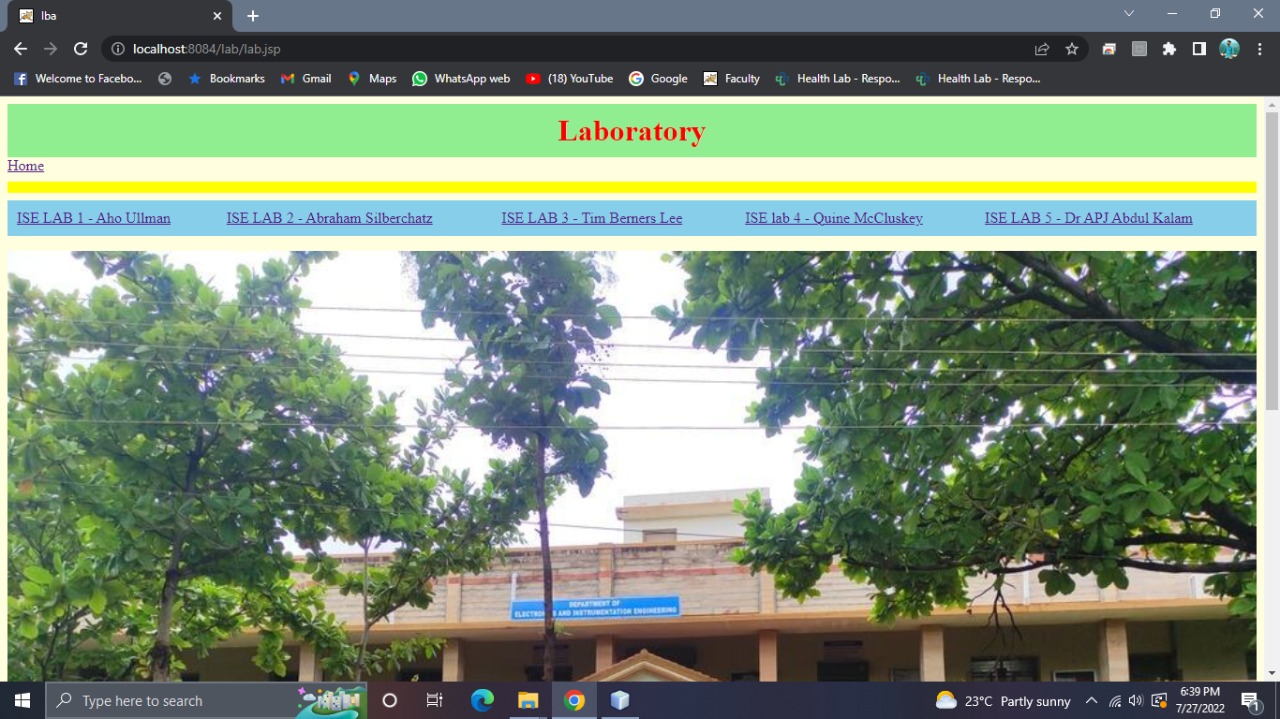 lba
localhost:8084/lab/lab.jsp
Welcome to Facebo... Bookmarks Gmail Maps WhatsApp web (18) YouTube Google Faculty Health Lab - Respo... Health Lab - Respo...
Laboratory
Home
ISE LAB 1 - Aho Ullman ISE LAB 2 - Abraham Silberchatz ISE LAB 3 - Tim Berners Lee ISE lab 4 - Quine McCluskey ISE LAB 5 - Dr APJ Abdul Kalam
DEPARTMENT OF
AND INSTRUMENTATION ENGINEERING
Type here to search
23°C Partly sunny
6:39 PM
7/27/2022
1